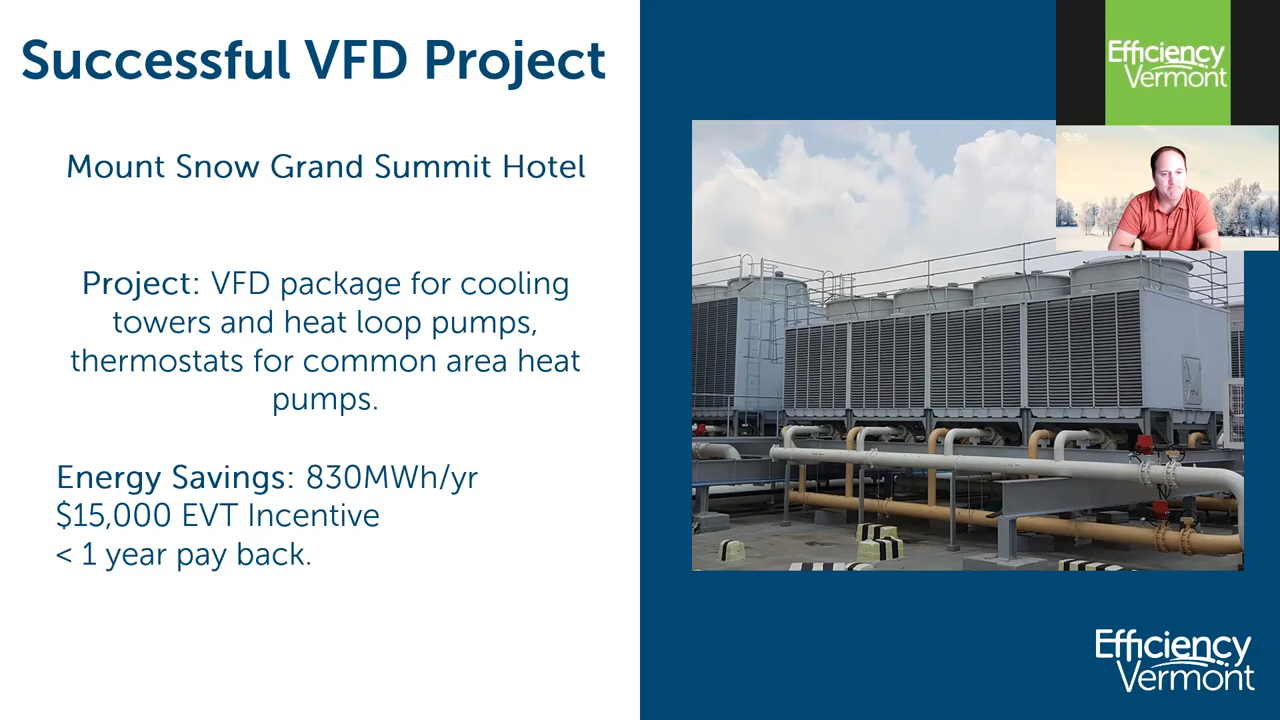 Successful VFD Project
Mount Snow Grand Summit Hotel
Project: VFD package for cooling
towers and heat loop pumps,
thermostats for common area heat
pumps.
Energy Savings: 830MWh/yr
$15,000 EVT Incentive
< 1 year pay back.
Efficiency
Vermont
Efficiency
Vermont